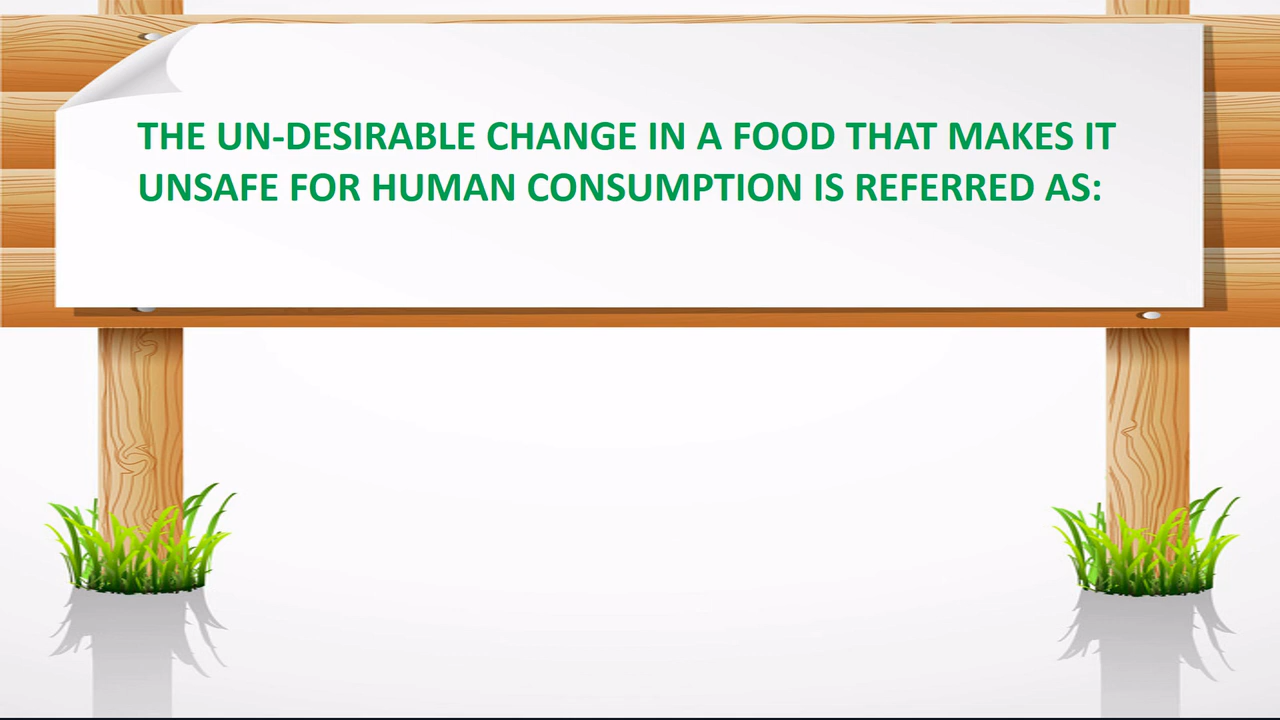 THE UN-DESIRABLE CHANGE IN A FOOD THAT MAKES IT
UNSAFE FOR HUMAN CONSUMPTION IS REFERRED AS: